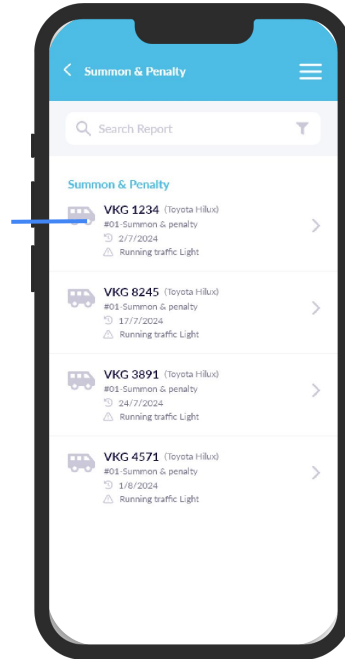 Summon & Penalty
Search Report
Summon & Penalty
VKG 1234 (Toyota Hilux)
#01-Summon & penalty
2/7/2024
Running traffic Light
VKG 8245 (Toyota Hilux)
#01-Summon & penalty
17/7/2024
Running traffic Light
VKG 3891 (Toyota Hilux)
#01-Summon & penalty
24/7/2024
Running traffic Light
VKG 4571 (Toyota Hilux)
#01-Summon & penalty
1/8/2024
Running traffic Light